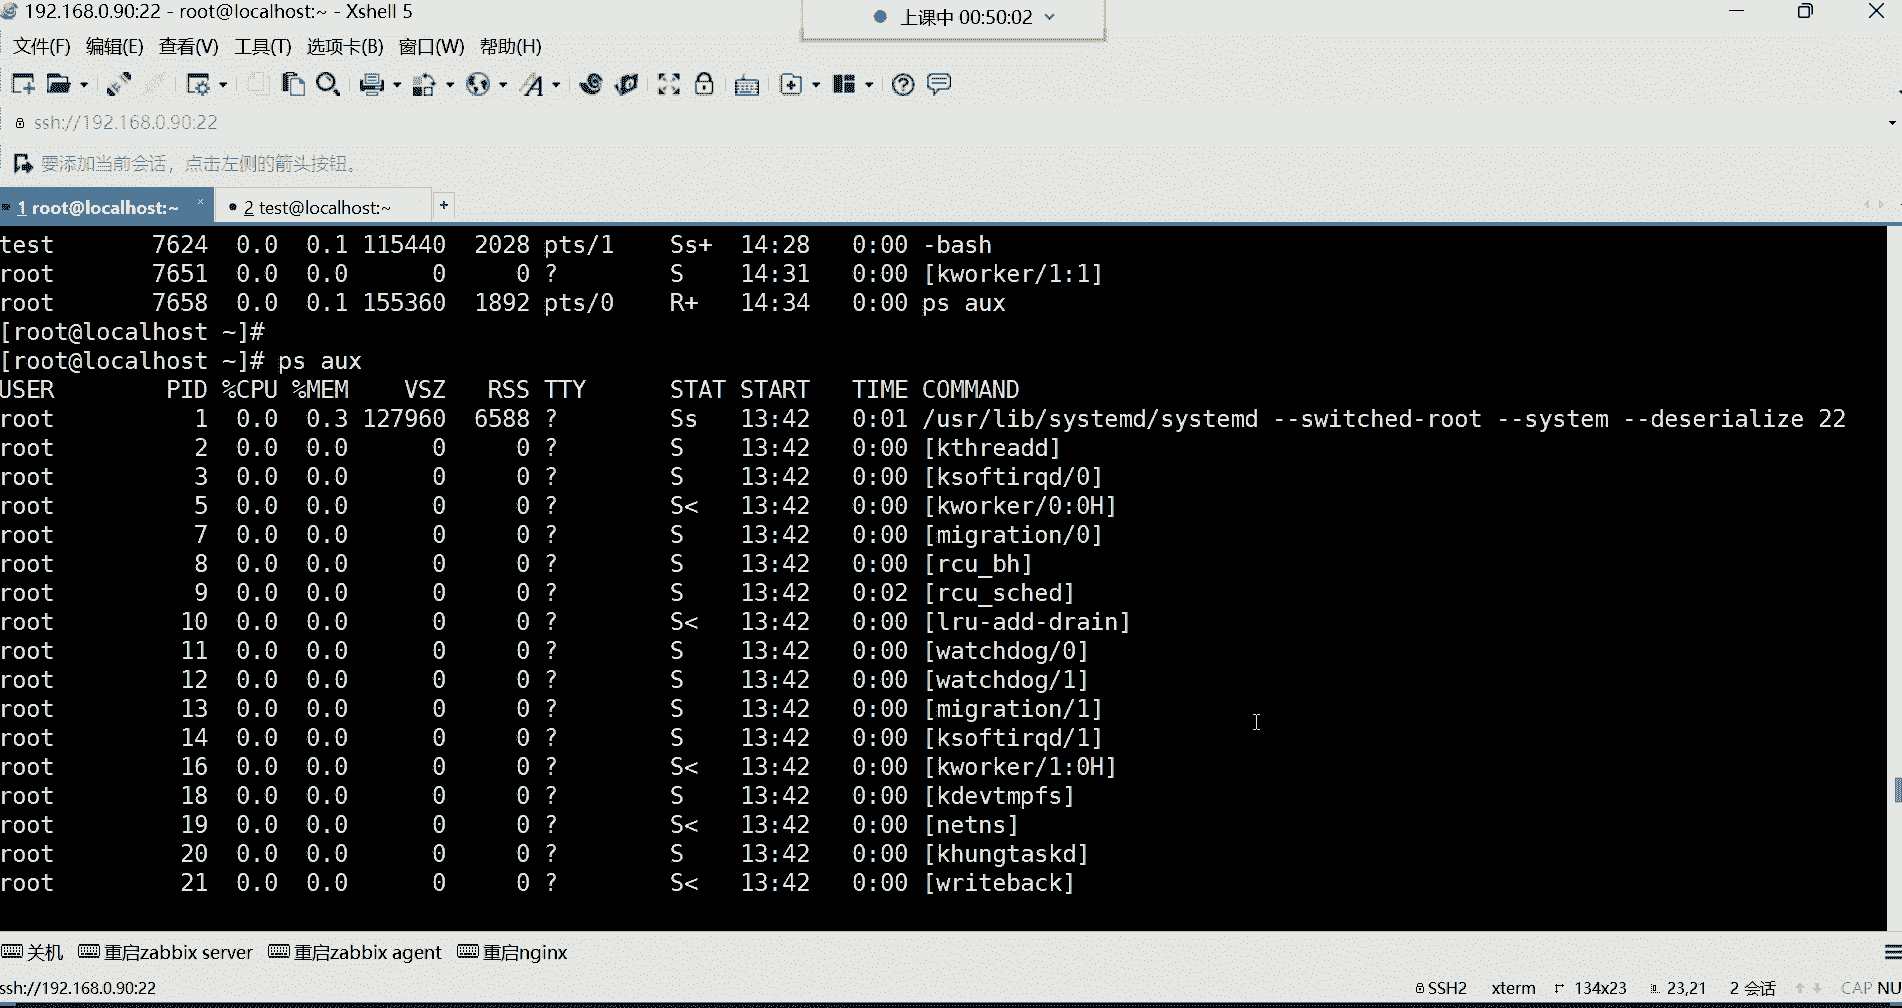 192.168.0.90:22 - root@localhost:~ - Xshell 5
上课中 00:50:02
文件(F) 编辑(E) 查看(V) 工具(T) 选项卡(B) 窗口(W) 帮助(H)
ssh://192.168.0.90:22
要添加当前会话，点击左侧的箭头按钮。
1 root@localhost:~ × 2 test@localhost:~ +
test 7624 0.0 0.1 115440 2028 pts/1 Ss+ 14:28 0:00 -bash
root 7651 0.0 0.0 0 0 ? S 14:31 0:00 [kworker/1:1]
root 7658 0.0 0.1 155360 1892 pts/0 R+ 14:34 0:00 ps aux
[root@localhost ~]#
[root@localhost ~]# ps aux
USER PID %CPU %MEM VSZ RSS TTY STAT START TIME COMMAND
root 1 0.0 0.3 127960 6588 ? Ss 13:42 0:01 /usr/lib/systemd/systemd --switched-root --system --deserialize 22
root 2 0.0 0.0 0 0 ? S 13:42 0:00 [kthreadd]
root 3 0.0 0.0 0 0 ? S 13:42 0:00 [ksoftirqd/0]
root 5 0.0 0.0 0 0 ? S< 13:42 0:00 [kworker/0:0H]
root 7 0.0 0.0 0 0 ? S 13:42 0:00 [migration/0]
root 8 0.0 0.0 0 0 ? S 13:42 0:00 [rcu_bh]
root 9 0.0 0.0 0 0 ? S 13:42 0:02 [rcu_sched]
root 10 0.0 0.0 0 0 ? S< 13:42 0:00 [lru-add-drain]
root 11 0.0 0.0 0 0 ? S 13:42 0:00 [watchdog/0]
root 12 0.0 0.0 0 0 ? S 13:42 0:00 [watchdog/1]
root 13 0.0 0.0 0 0 ? S 13:42 0:00 [migration/1]
root 14 0.0 0.0 0 0 ? S 13:42 0:00 [ksoftirqd/1]
root 16 0.0 0.0 0 0 ? S< 13:42 0:00 [kworker/1:0H]
root 18 0.0 0.0 0 0 ? S 13:42 0:00 [kdevtmpfs]
root 19 0.0 0.0 0 0 ? S< 13:42 0:00 [netns]
root 20 0.0 0.0 0 0 ? S 13:42 0:00 [khungtaskd]
root 21 0.0 0.0 0 0 ? S< 13:42 0:00 [writeback]
关机 重启zabbix server 重启zabbix agent 重启nginx
ssh://192.168.0.90:22 SSH2 xterm 134x23 23,21 2 会话 CAP NU